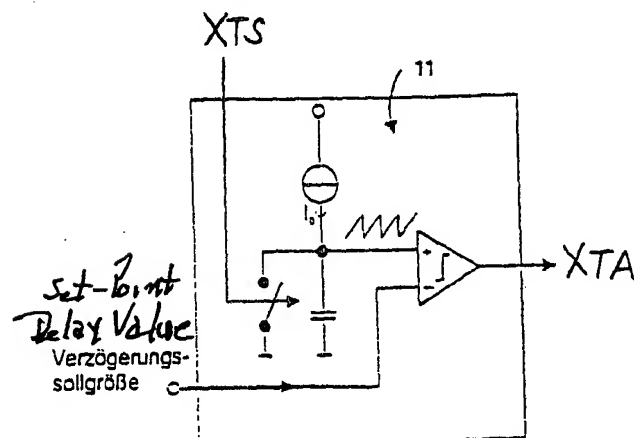 XTS
11
I₀
+
−
XTA
Set-Point
Delay Value
Verzögerungs-
sollgröße